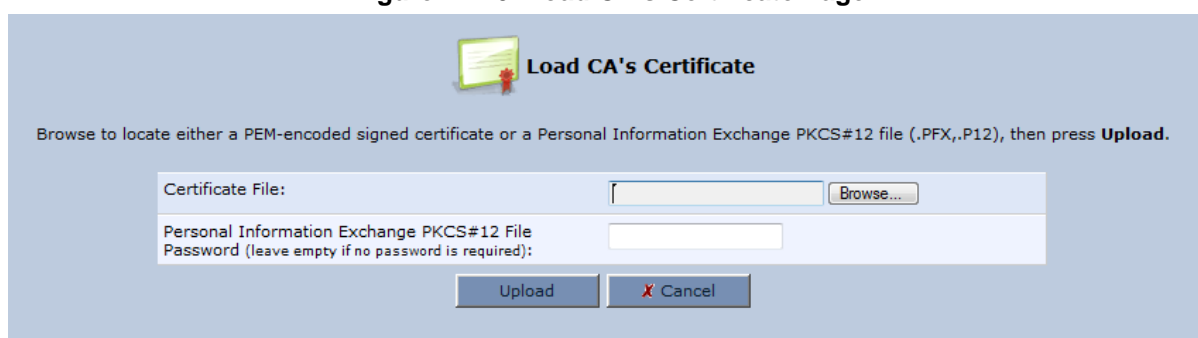 Load CA's Certificate
Browse to locate either a PEM-encoded signed certificate or a Personal Information Exchange PKCS#12 file (.PFX,.P12), then press Upload.
Certificate File:
Browse...
Personal Information Exchange PKCS#12 File
Password (leave empty if no password is required):
Upload
✗ Cancel